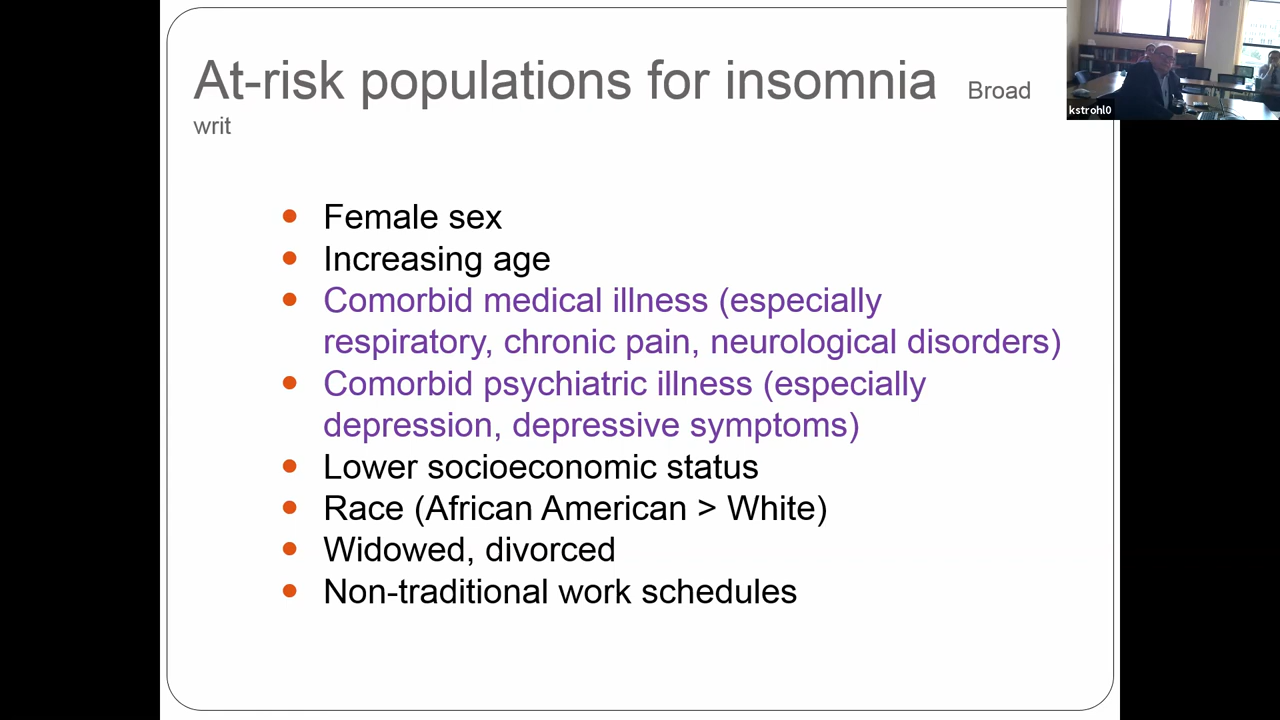 At-risk populations for insomnia Broad
writ
kstrohl0
• Female sex
• Increasing age
• Comorbid medical illness (especially
respiratory, chronic pain, neurological disorders)
• Comorbid psychiatric illness (especially
depression, depressive symptoms)
• Lower socioeconomic status
• Race (African American > White)
• Widowed, divorced
• Non-traditional work schedules